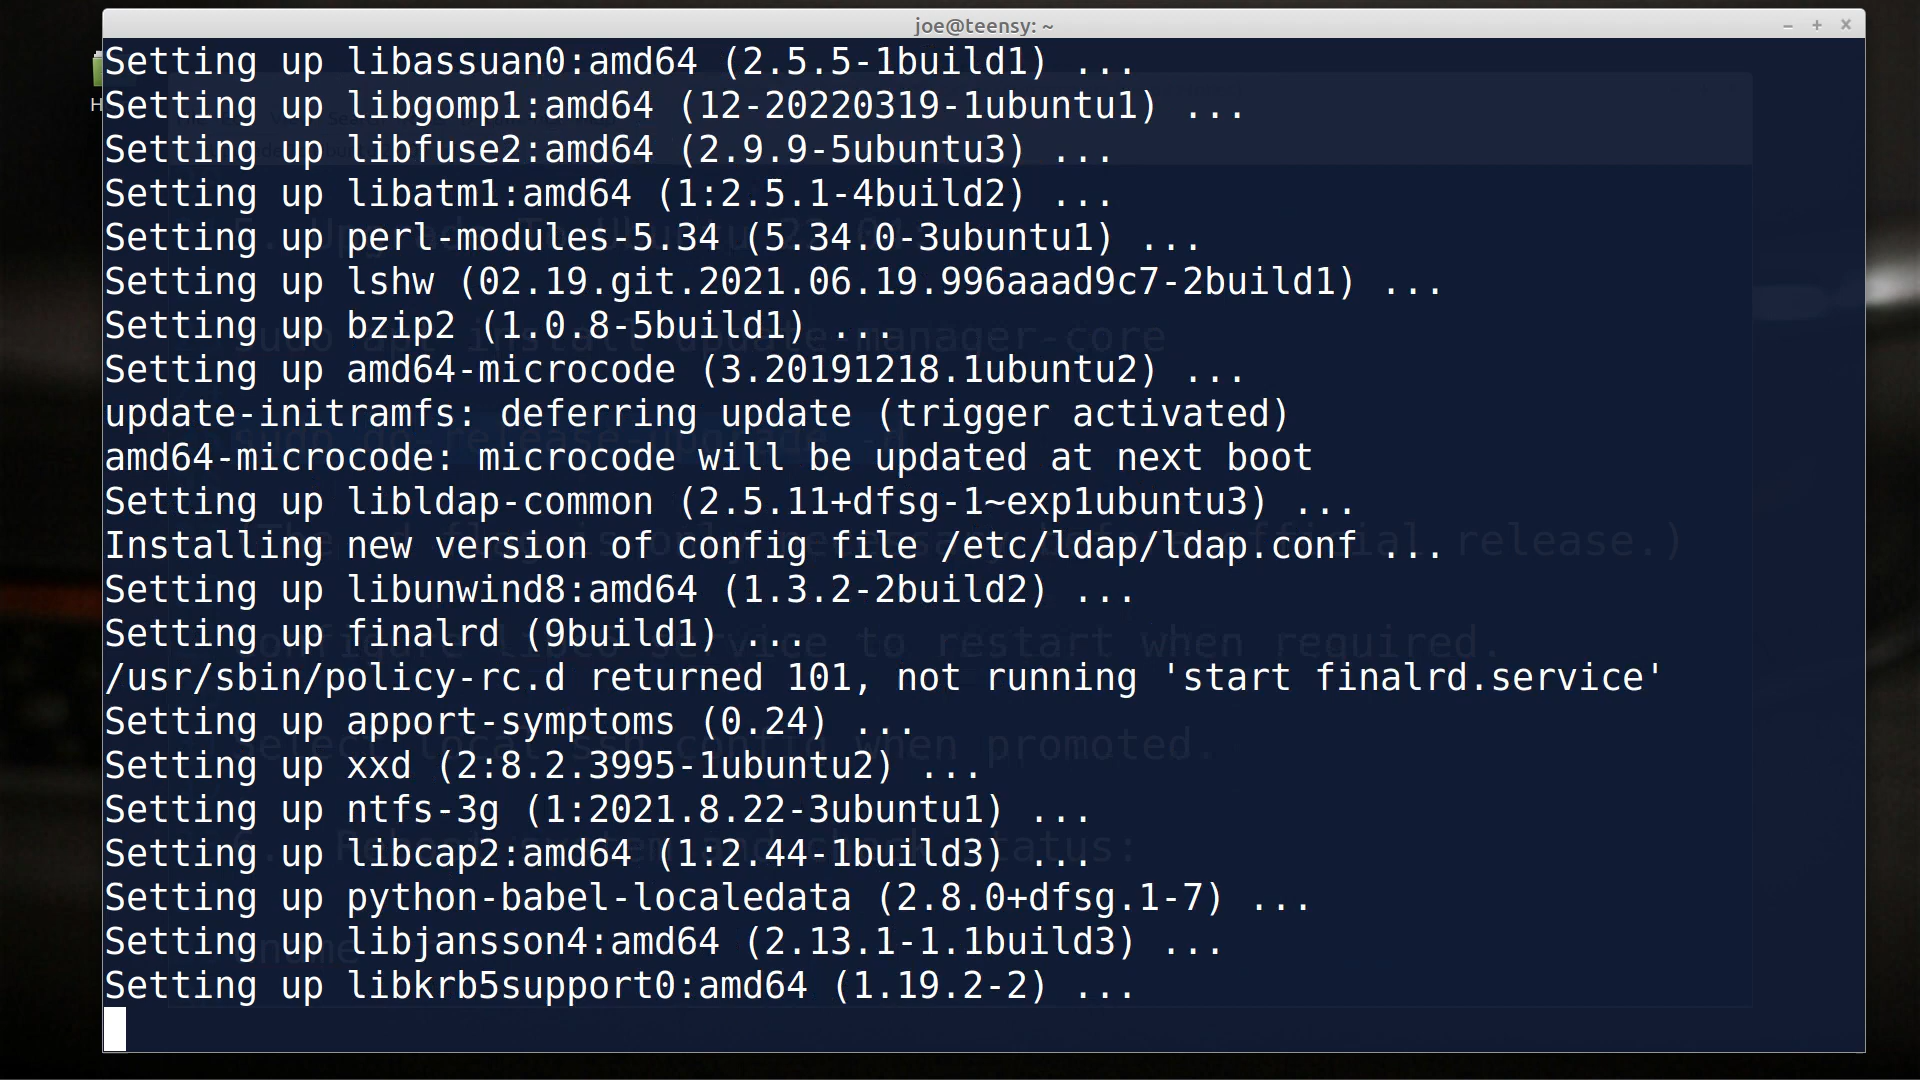 joe@teensy: ~
Setting up libassuan0:amd64 (2.5.5-1build1) ...
Setting up libgomp1:amd64 (12-20220319-1ubuntu1) ...
Setting up libfuse2:amd64 (2.9.9-5ubuntu3) ...
Setting up libatm1:amd64 (1:2.5.1-4build2) ...
Setting up perl-modules-5.34 (5.34.0-3ubuntu1) ...
Setting up lshw (02.19.git.2021.06.19.996aaad9c7-2build1) ...
Setting up bzip2 (1.0.8-5build1) ...
Setting up amd64-microcode (3.20191218.1ubuntu2) ...
update-initramfs: deferring update (trigger activated)
amd64-microcode: microcode will be updated at next boot
Setting up libldap-common (2.5.11+dfsg-1~exp1ubuntu3) ...
Installing new version of config file /etc/ldap/ldap.conf ...
Setting up libunwind8:amd64 (1.3.2-2build2) ...
Setting up finalrd (9build1) ...
/usr/sbin/policy-rc.d returned 101, not running 'start finalrd.service'
Setting up apport-symptoms (0.24) ...
Setting up xxd (2:8.2.3995-1ubuntu2) ...
Setting up ntfs-3g (1:2021.8.22-3ubuntu1) ...
Setting up libcap2:amd64 (1:2.44-1build3) ...
Setting up python-babel-localedata (2.8.0+dfsg.1-7) ...
Setting up libjansson4:amd64 (2.13.1-1.1build3) ...
Setting up libkrb5support0:amd64 (1.19.2-2) ...